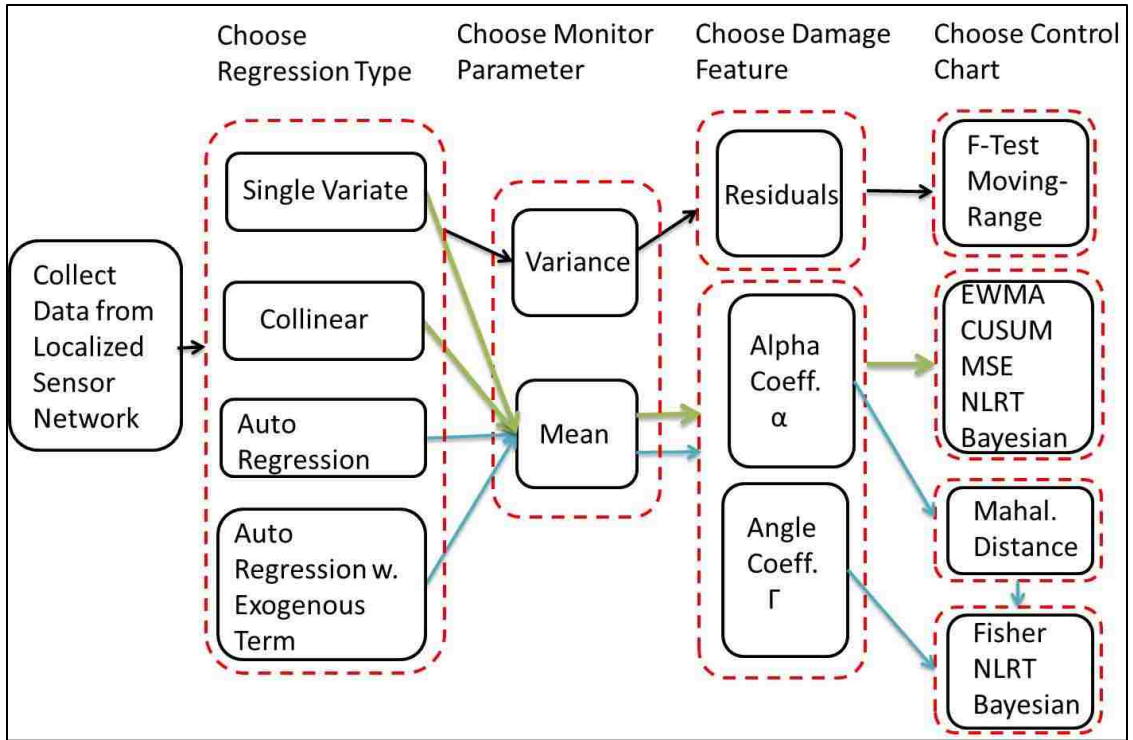 Choose
Regression Type
Choose Monitor
Parameter
Choose Damage
Feature
Choose Control
Chart
Collect
Data from
Localized
Sensor
Network
Single Variate
Collinear
Auto
Regression
Auto
Regression w.
Exogenous
Term
Variance
Mean
Residuals
Alpha
Coeff.
α
Angle
Coeff.
Γ
F-Test
Moving-
Range
EWMA
CUSUM
MSE
NLRT
Bayesian
Mahal.
Distance
Fisher
NLRT
Bayesian